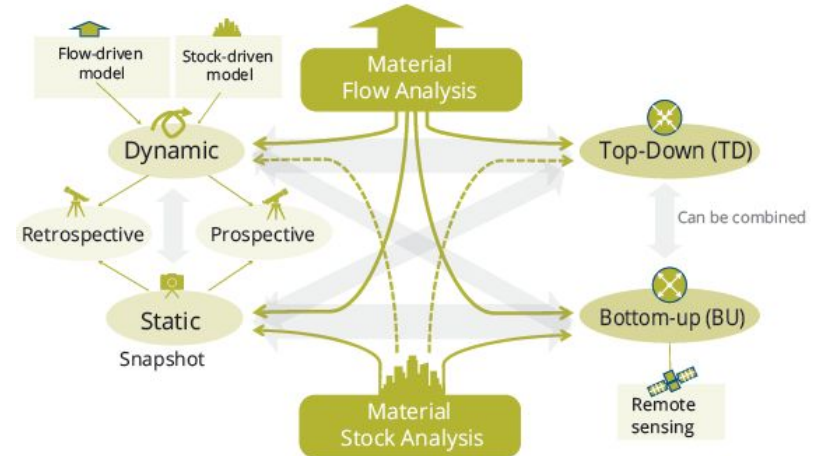 Flow-driven
model
Stock-driven
model
Material
Flow Analysis
Dynamic
Top-Down (TD)
Retrospective
Prospective
Can be combined
Static
Snapshot
Bottom-up (BU)
Material
Stock Analysis
Remote
sensing